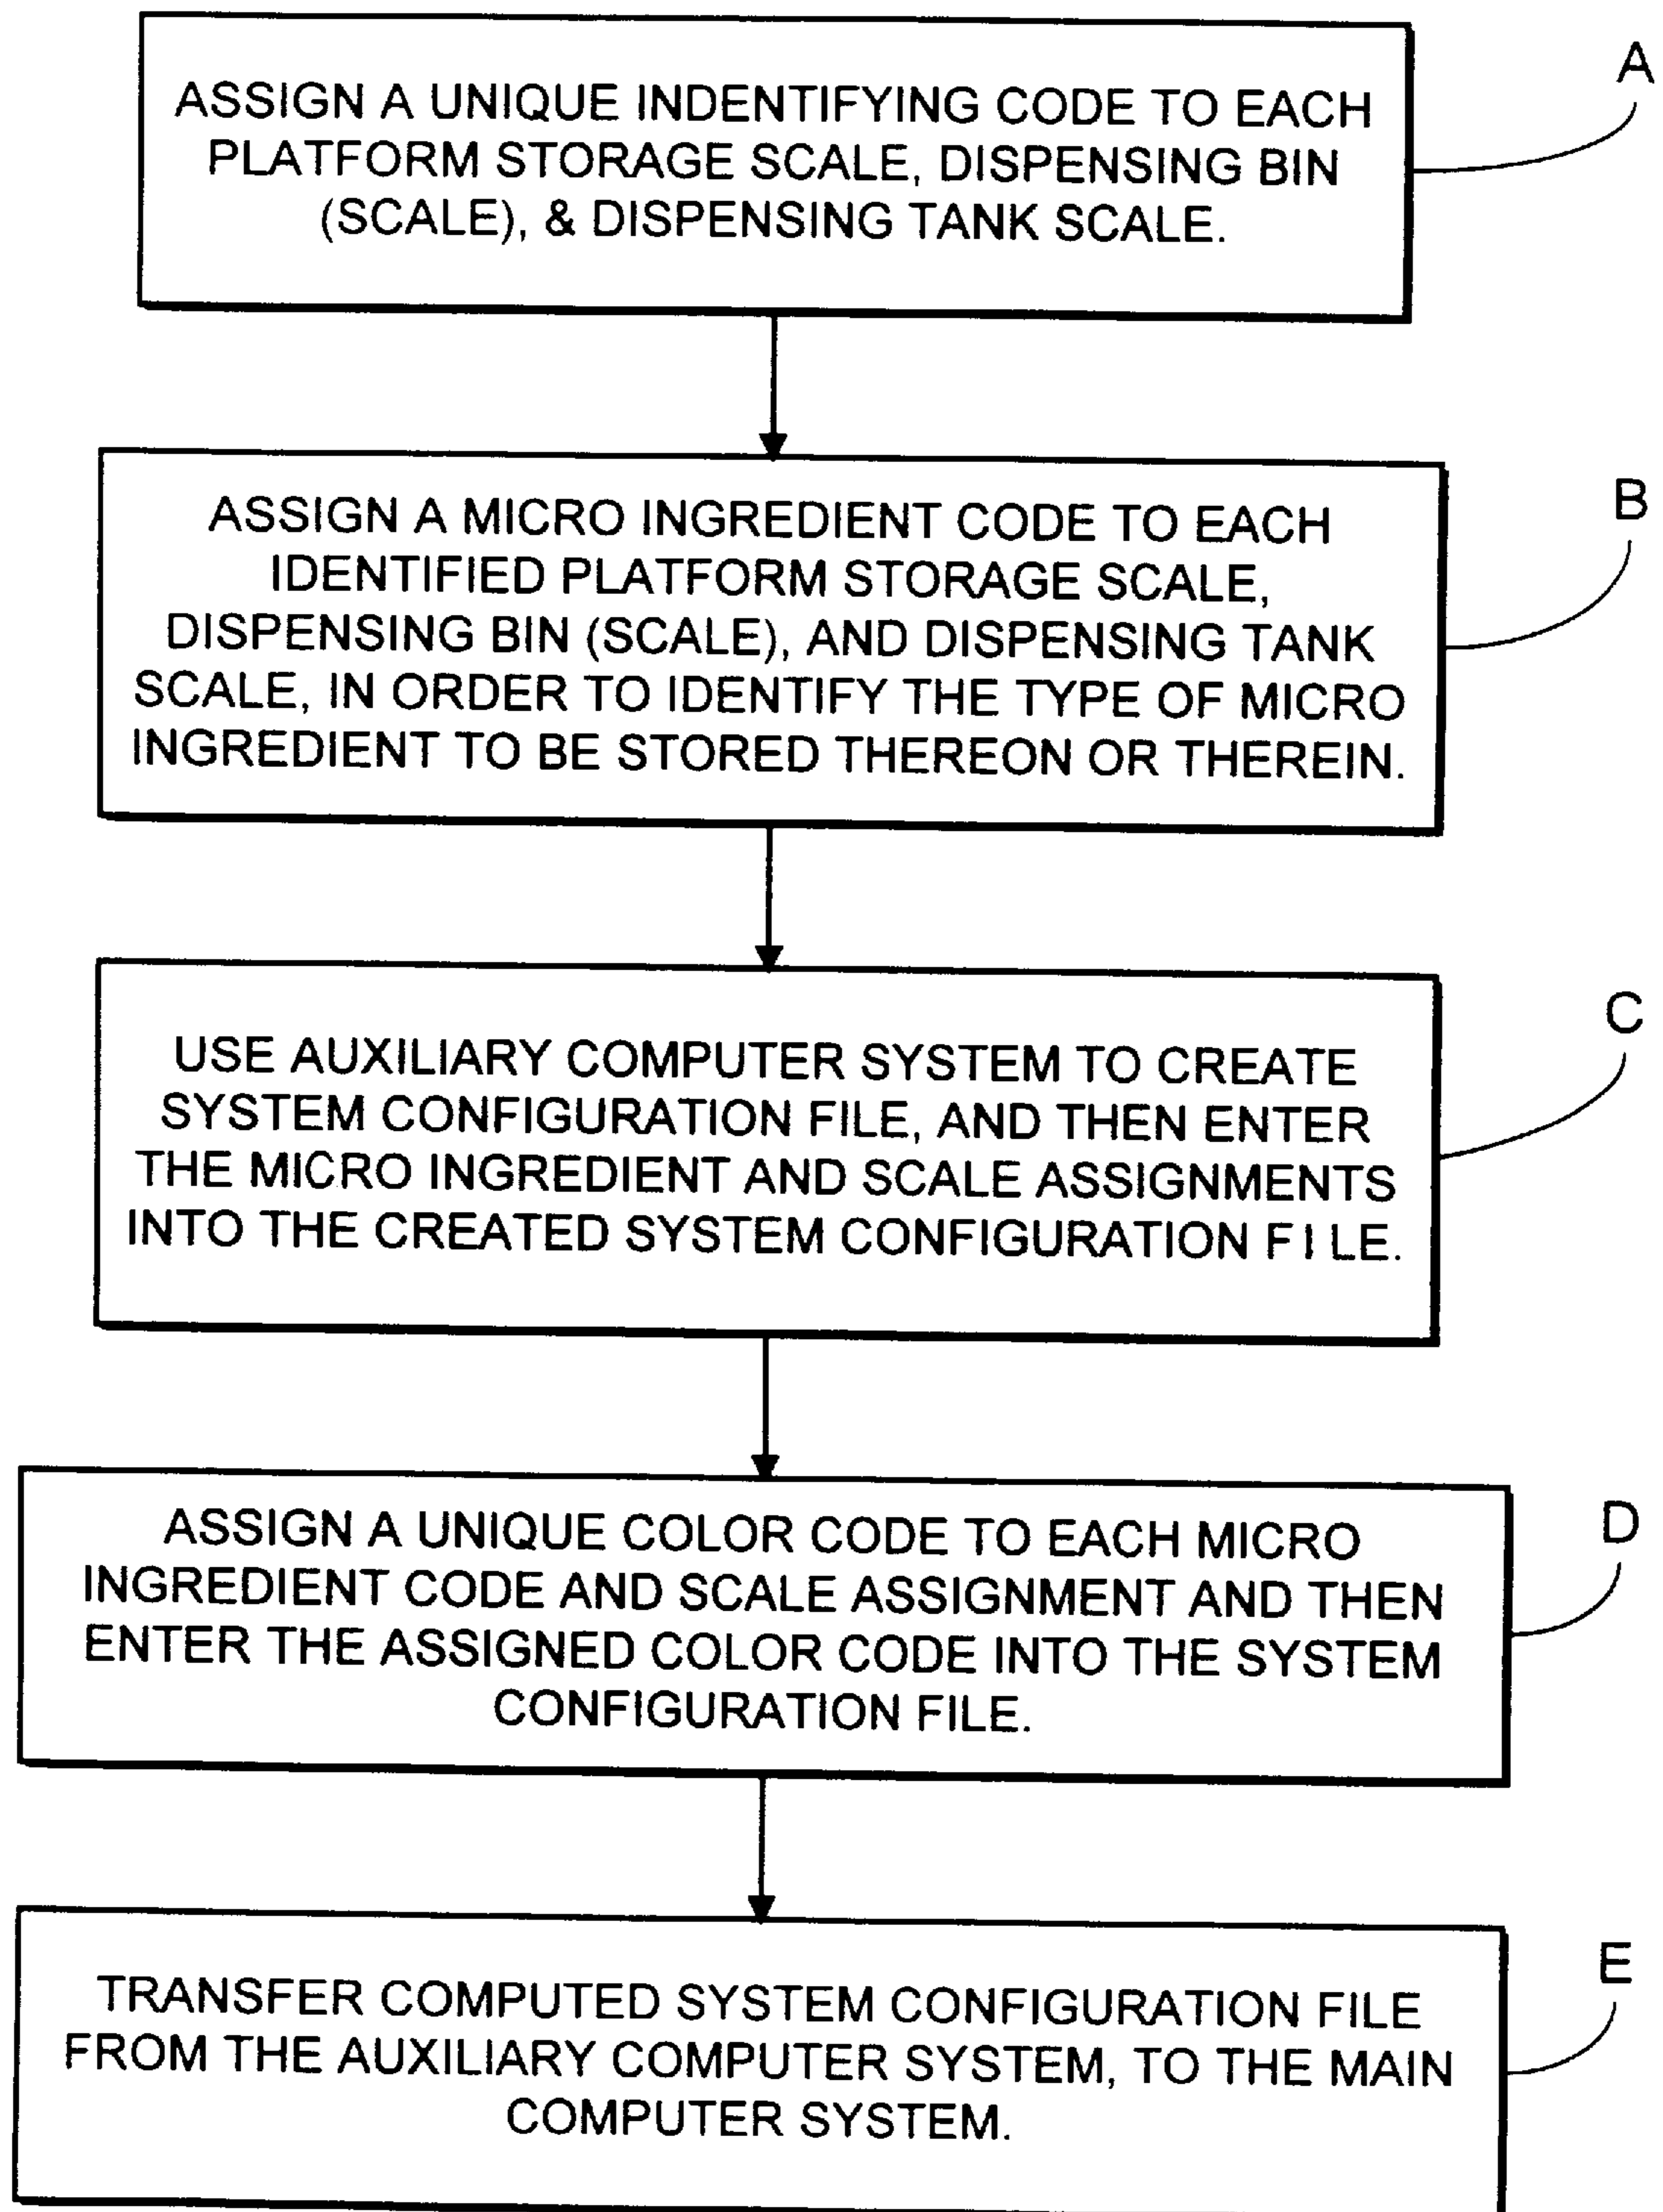 A
ASSIGN A UNIQUE INDENTIFYING CODE TO EACH
PLATFORM STORAGE SCALE, DISPENSING BIN
(SCALE), & DISPENSING TANK SCALE.
B
ASSIGN A MICRO INGREDIENT CODE TO EACH
IDENTIFIED PLATFORM STORAGE SCALE,
DISPENSING BIN (SCALE), AND DISPENSING TANK
SCALE, IN ORDER TO IDENTIFY THE TYPE OF MICRO
INGREDIENT TO BE STORED THEREON OR THEREIN.
C
USE AUXILIARY COMPUTER SYSTEM TO CREATE
SYSTEM CONFIGURATION FILE, AND THEN ENTER
THE MICRO INGREDIENT AND SCALE ASSIGNMENTS
INTO THE CREATED SYSTEM CONFIGURATION FILE.
D
ASSIGN A UNIQUE COLOR CODE TO EACH MICRO
INGREDIENT CODE AND SCALE ASSIGNMENT AND THEN
ENTER THE ASSIGNED COLOR CODE INTO THE SYSTEM
CONFIGURATION FILE.
E
TRANSFER COMPUTED SYSTEM CONFIGURATION FILE
FROM THE AUXILIARY COMPUTER SYSTEM, TO THE MAIN
COMPUTER SYSTEM.